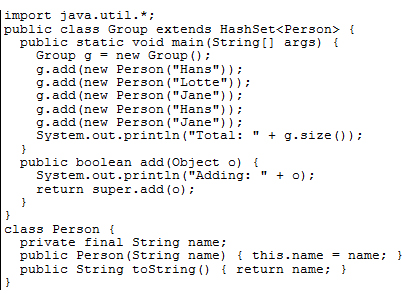 import java.util.*;
public class Group extends HashSet<Person> {
public static void main(String[] args) {
Group g = new Group();
g.add(new Person("Hans"));
g.add(new Person("Lotte"));
g.add(new Person("Jane"));
g.add(new Person("Hans"));
g.add(new Person("Jane"));
System.out.println("Total: " + g.size());
}
public boolean add(Object o) {
System.out.println("Adding: " + o);
return super.add(o);
}
}
class Person {
private final String name;
public Person(String name) { this.name = name; }
public String toString() { return name; }
}